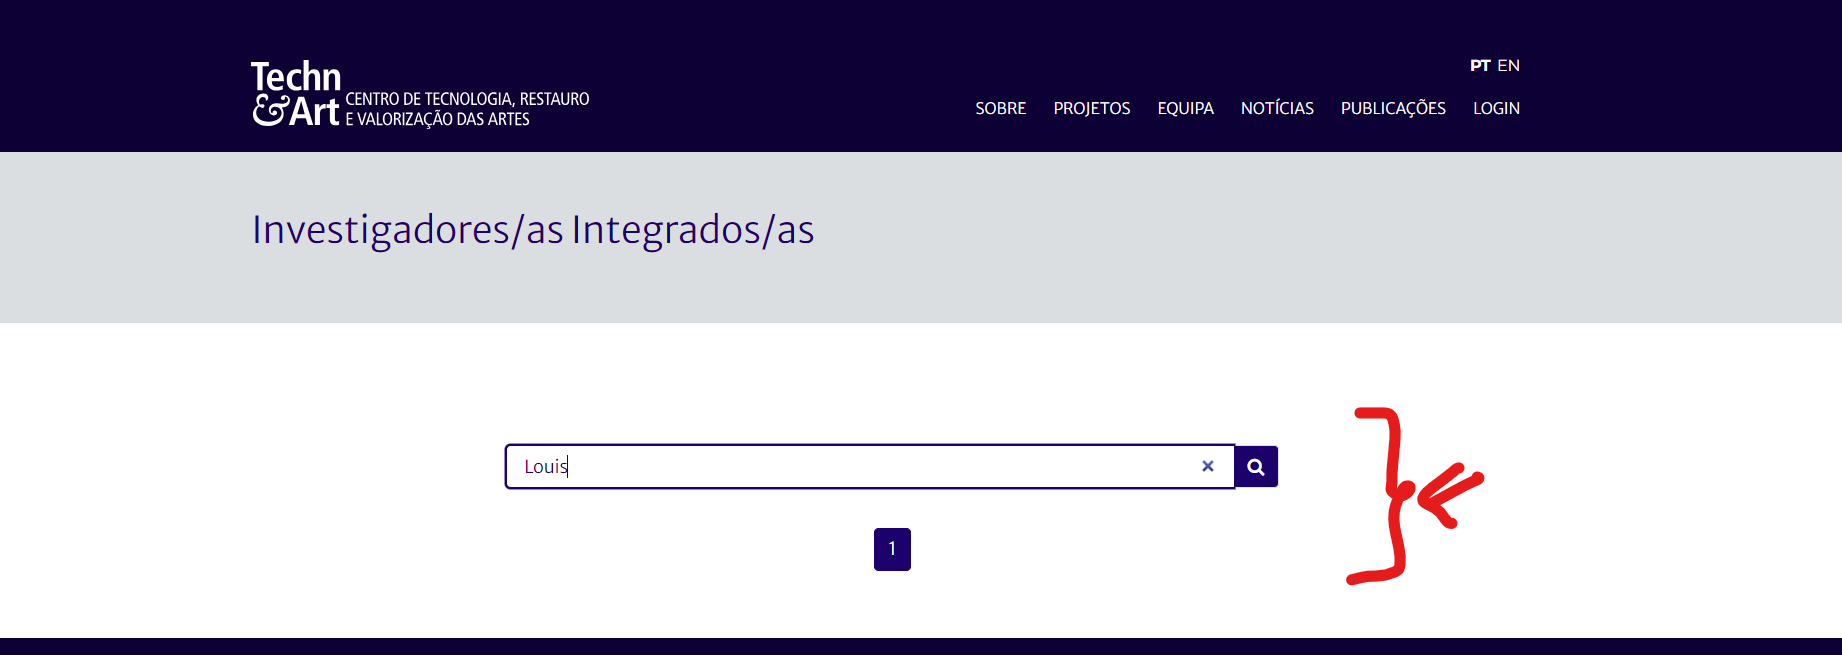 Techn
&Art CENTRO DE TECNOLOGIA, RESTAURO
E VALORIZAÇÃO DAS ARTES
PT EN
SOBRE PROJETOS EQUIPA NOTÍCIAS PUBLICAÇÕES LOGIN
Investigadores/as Integrados/as
Louis
1